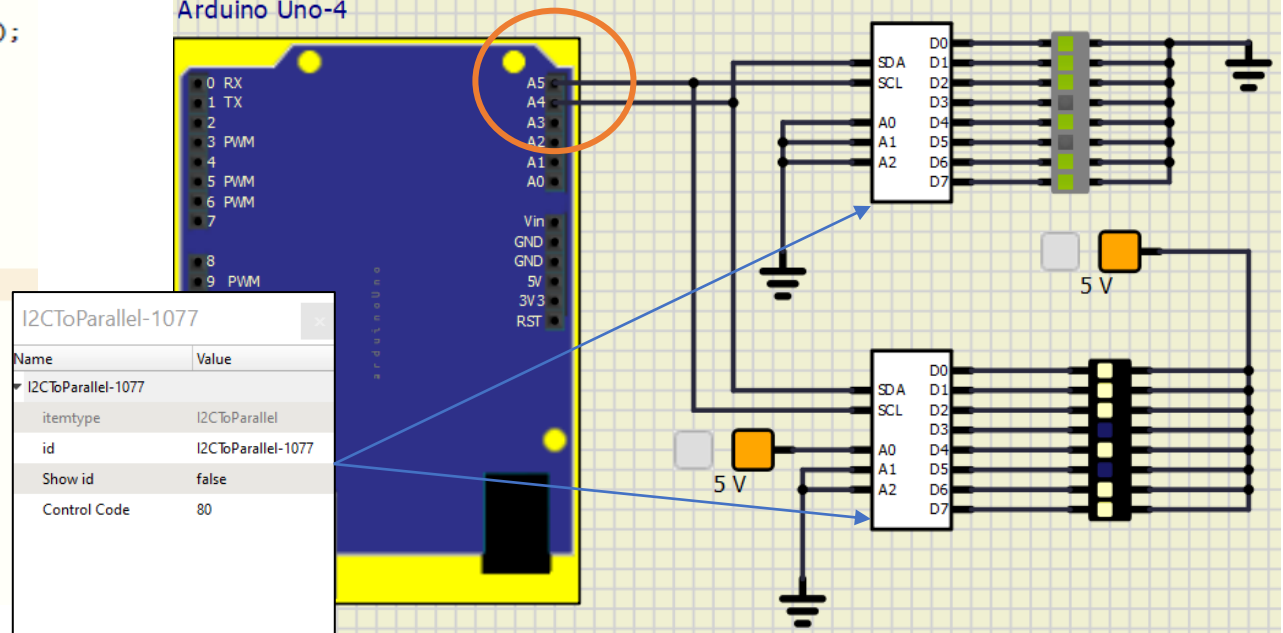 );
Arduino Uno-4
0 RX
1 TX
2
3 PWM
4
5 PWM
6 PWM
7
8
9 PWM
A5
A4
A3
A2
A1
A0
Vin
GND
GND
5V
3V3
RST
arduinoUno
SDA
SCL
A0
A1
A2
D0
D1
D2
D3
D4
D5
D6
D7
5 V
SDA
SCL
A0
A1
A2
D0
D1
D2
D3
D4
D5
D6
D7
5 V
I2CToParallel-1077
Name Value
I2CToParallel-1077
itemtype I2CToParallel
id I2CToParallel-1077
Show id false
Control Code 80